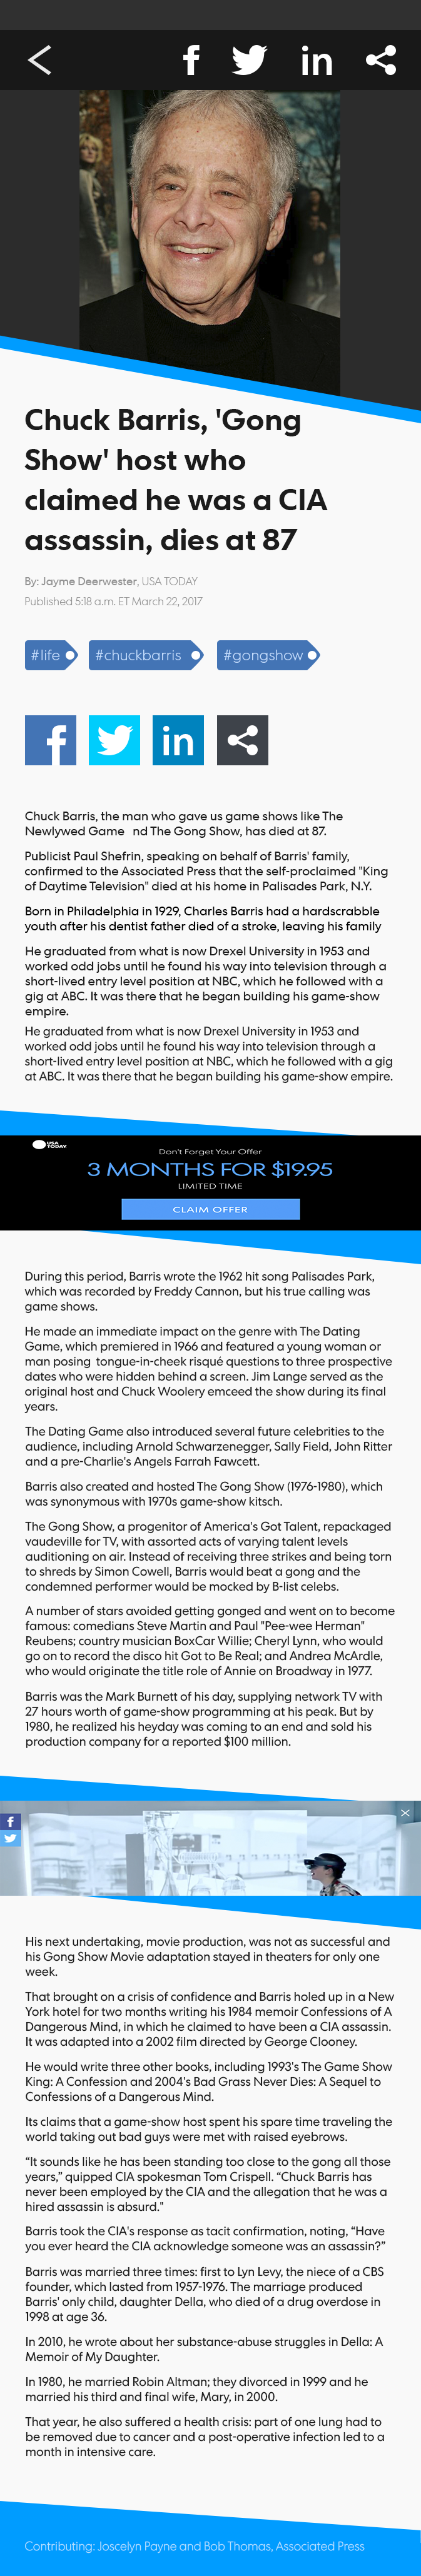 f in
Chuck Barris, 'Gong
Show' host who
claimed he was a CIA
assassin, dies at 87
By: Jayme Deerwester, USA TODAY
Published 5:18 a.m. ET March 22, 2017
#life #chuckbarris #gongshow
f in
Chuck Barris, the man who gave us game shows like The
Newlywed Game nd The Gong Show, has died at 87.
Publicist Paul Shefrin, speaking on behalf of Barris' family,
confirmed to the Associated Press that the self-proclaimed "King
of Daytime Television" died at his home in Palisades Park, N.Y.
Born in Philadelphia in 1929, Charles Barris had a hardscrabble
youth after his dentist father died of a stroke, leaving his family
He graduated from what is now Drexel University in 1953 and
worked odd jobs until he found his way into television through a
short-lived entry level position at NBC, which he followed with a
gig at ABC. It was there that he began building his game-show
empire.
He graduated from what is now Drexel University in 1953 and
worked odd jobs until he found his way into television through a
short-lived entry level position at NBC, which he followed with a gig
at ABC. It was there that he began building his game-show empire.
USA
TODAY
Don't Forget Your Offer
3 MONTHS FOR $19.95
LIMITED TIME
CLAIM OFFER
During this period, Barris wrote the 1962 hit song Palisades Park,
which was recorded by Freddy Cannon, but his true calling was
game shows.
He made an immediate impact on the genre with The Dating
Game, which premiered in 1966 and featured a young woman or
man posing tongue-in-cheek risqué questions to three prospective
dates who were hidden behind a screen. Jim Lange served as the
original host and Chuck Woolery emceed the show during its final
years.
The Dating Game also introduced several future celebrities to the
audience, including Arnold Schwarzenegger, Sally Field, John Ritter
and a pre-Charlie's Angels Farrah Fawcett.
Barris also created and hosted The Gong Show (1976-1980), which
was synonymous with 1970s game-show kitsch.
The Gong Show, a progenitor of America's Got Talent, repackaged
vaudeville for TV, with assorted acts of varying talent levels
auditioning on air. Instead of receiving three strikes and being torn
to shreds by Simon Cowell, Barris would beat a gong and the
condemned performer would be mocked by B-list celebs.
A number of stars avoided getting gonged and went on to become
famous: comedians Steve Martin and Paul "Pee-wee Herman"
Reubens; country musician BoxCar Willie; Cheryl Lynn, who would
go on to record the disco hit Got to Be Real; and Andrea McArdle,
who would originate the title role of Annie on Broadway in 1977.
Barris was the Mark Burnett of his day, supplying network TV with
27 hours worth of game-show programming at his peak. But by
1980, he realized his heyday was coming to an end and sold his
production company for a reported $100 million.
f
His next undertaking, movie production, was not as successful and
his Gong Show Movie adaptation stayed in theaters for only one
week.
That brought on a crisis of confidence and Barris holed up in a New
York hotel for two months writing his 1984 memoir Confessions of A
Dangerous Mind, in which he claimed to have been a CIA assassin.
It was adapted into a 2002 film directed by George Clooney.
He would write three other books, including 1993's The Game Show
King: A Confession and 2004's Bad Grass Never Dies: A Sequel to
Confessions of a Dangerous Mind.
Its claims that a game-show host spent his spare time traveling the
world taking out bad guys were met with raised eyebrows.
“It sounds like he has been standing too close to the gong all those
years,” quipped CIA spokesman Tom Crispell. “Chuck Barris has
never been employed by the CIA and the allegation that he was a
hired assassin is absurd."
Barris took the CIA's response as tacit confirmation, noting, “Have
you ever heard the CIA acknowledge someone was an assassin?”
Barris was married three times: first to Lyn Levy, the niece of a CBS
founder, which lasted from 1957-1976. The marriage produced
Barris' only child, daughter Della, who died of a drug overdose in
1998 at age 36.
In 2010, he wrote about her substance-abuse struggles in Della: A
Memoir of My Daughter.
In 1980, he married Robin Altman; they divorced in 1999 and he
married his third and final wife, Mary, in 2000.
That year, he also suffered a health crisis: part of one lung had to
be removed due to cancer and a post-operative infection led to a
month in intensive care.
Contributing: Joscelyn Payne and Bob Thomas, Associated Press